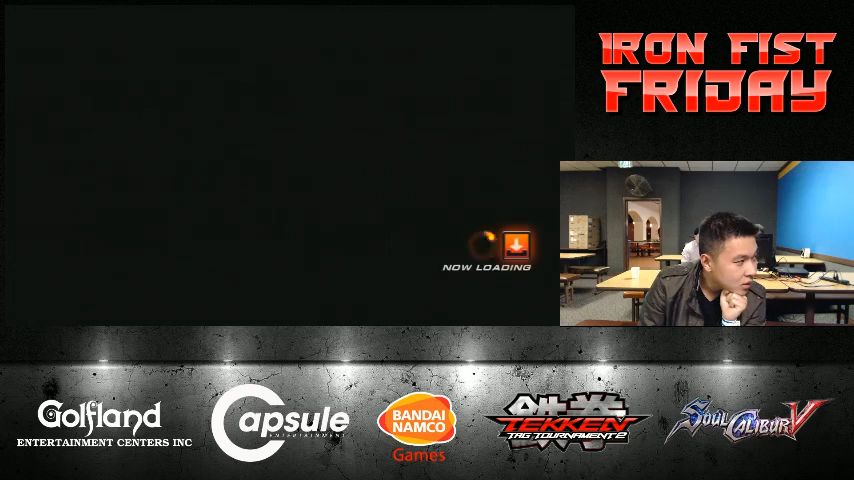 IRON FIST
FRIDAY
NOW LOADING
Golfland
ENTERTAINMENT CENTERS INC
Capsule
ENTERTAINMENT
BANDAI
NAMCO
Games
TEKKEN
TAG TOURNAMENT 2
SOUL CALIBUR V